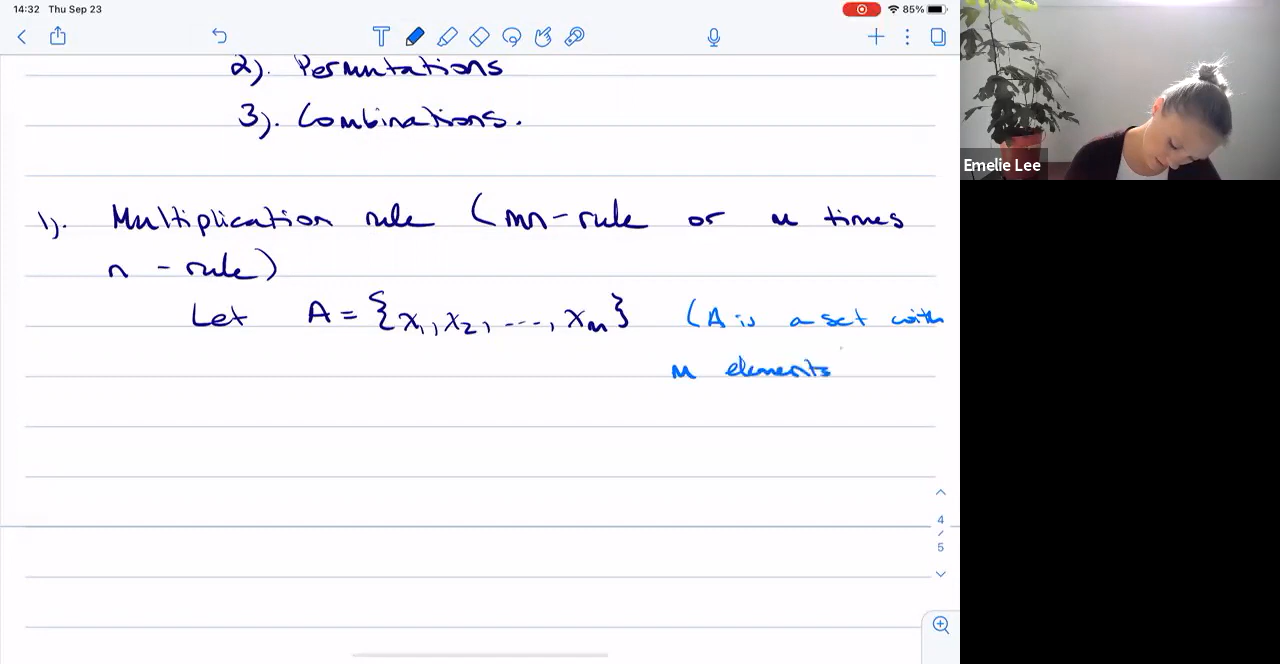 14:32 Thu Sep 23
85%
2). Permutations
3). Combinations.
1). Multiplication rule (mn-rule or m times
n - rule)
Let A = {x₁, x₂, ..., xₘ} (A is a set with
m elements
4
/
5
Emelie Lee